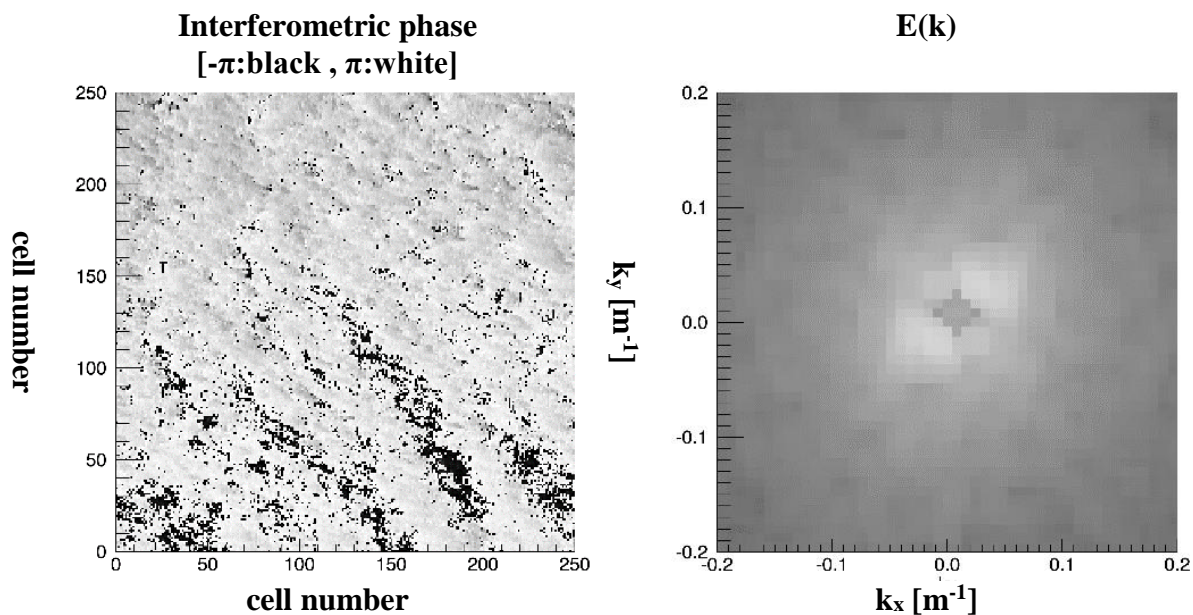 Interferometric phase
[-π:black , π:white]
E(k)
250
200
150
100
50
0
0 50 100 150 200 250
cell number
cell number
T
0.2
0.1
0.0
-0.1
-0.2
-0.2 -0.1 0.0 0.1 0.2
k_y [m⁻¹]
k_x [m⁻¹]